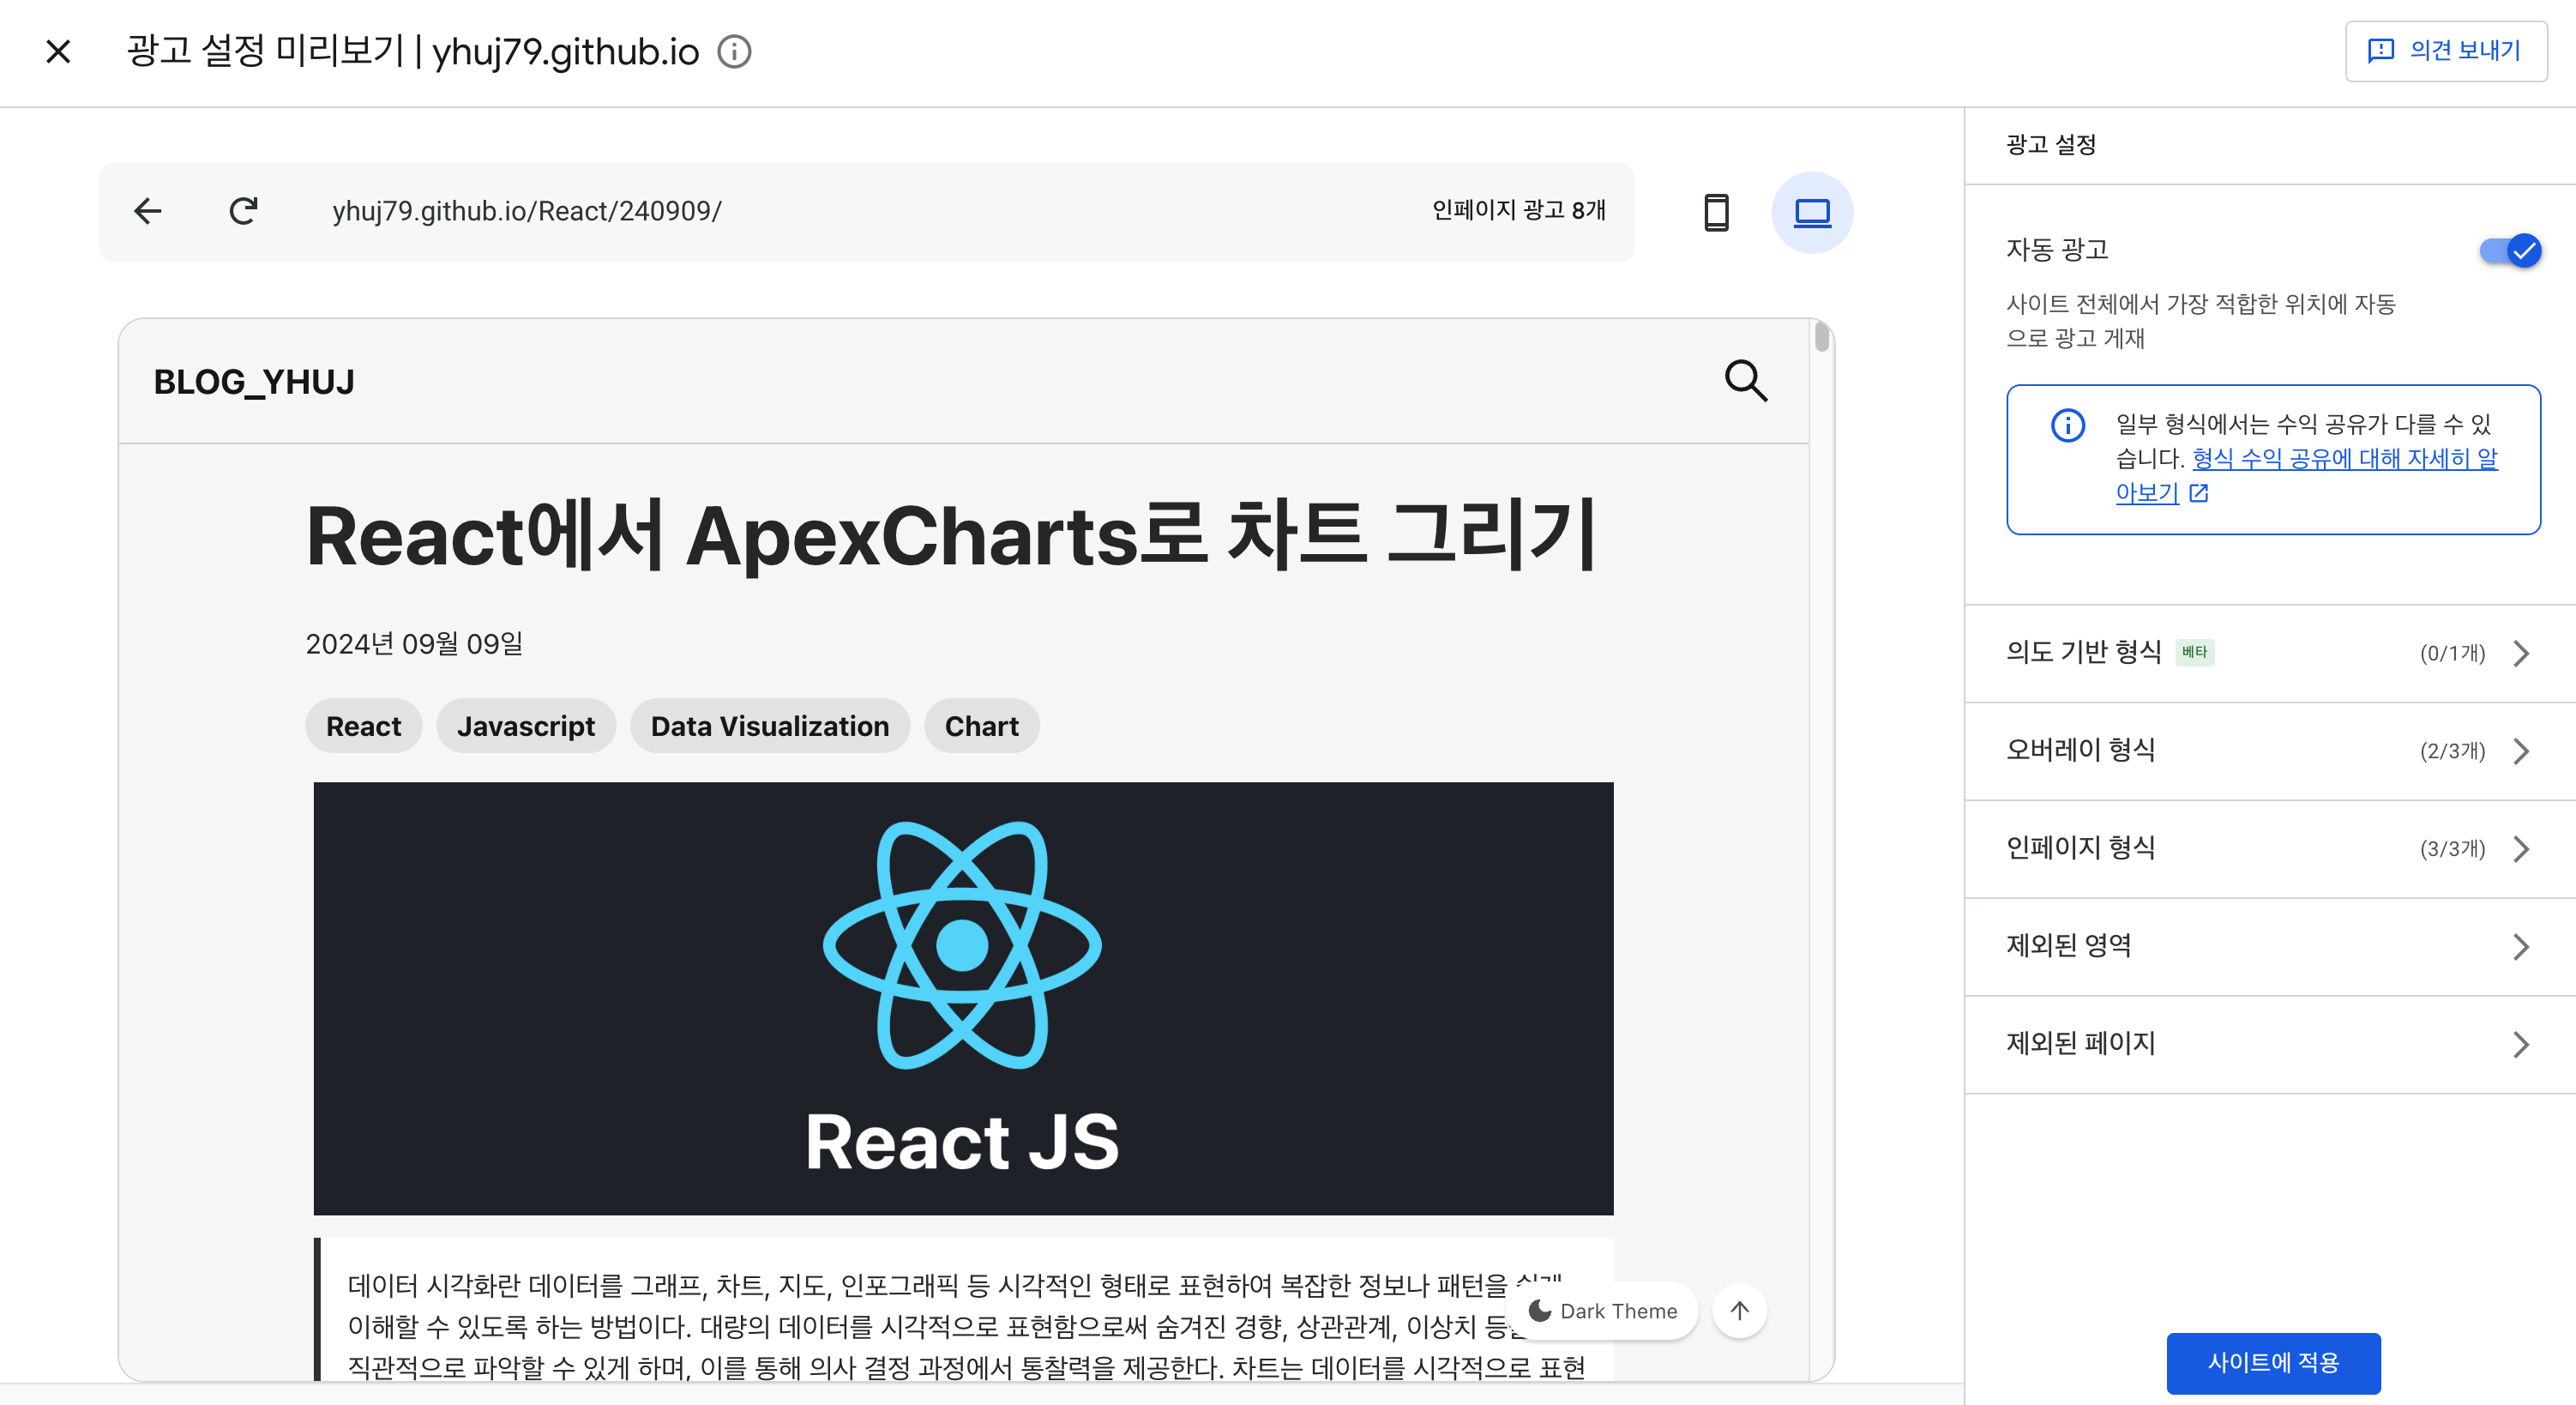 광고 설정 미리보기 | yhuj79.github.io
의견 보내기
yhuj79.github.io/React/240909/
인페이지 광고 8개
BLOG_YHUJ
React에서 ApexCharts로 차트 그리기
2024년 09월 09일
React Javascript Data Visualization Chart
React JS
데이터 시각화란 데이터를 그래프, 차트, 지도, 인포그래픽 등 시각적인 형태로 표현하여 복잡한 정보나 패턴을
이해할 수 있도록 하는 방법이다. 대량의 데이터를 시각적으로 표현함으로써 숨겨진 경향, 상관관계, 이상치
직관적으로 파악할 수 있게 하며, 이를 통해 의사 결정 과정에서 통찰력을 제공한다. 차트는 데이터를 시각적으로 표현
Dark Theme
광고 설정
자동 광고
사이트 전체에서 가장 적합한 위치에 자동
으로 광고 게재
일부 형식에서는 수익 공유가 다를 수 있
습니다. 형식 수익 공유에 대해 자세히 알
아보기
의도 기반 형식 베타 (0/1개)
오버레이 형식 (2/3개)
인페이지 형식 (3/3개)
제외된 영역
제외된 페이지
사이트에 적용